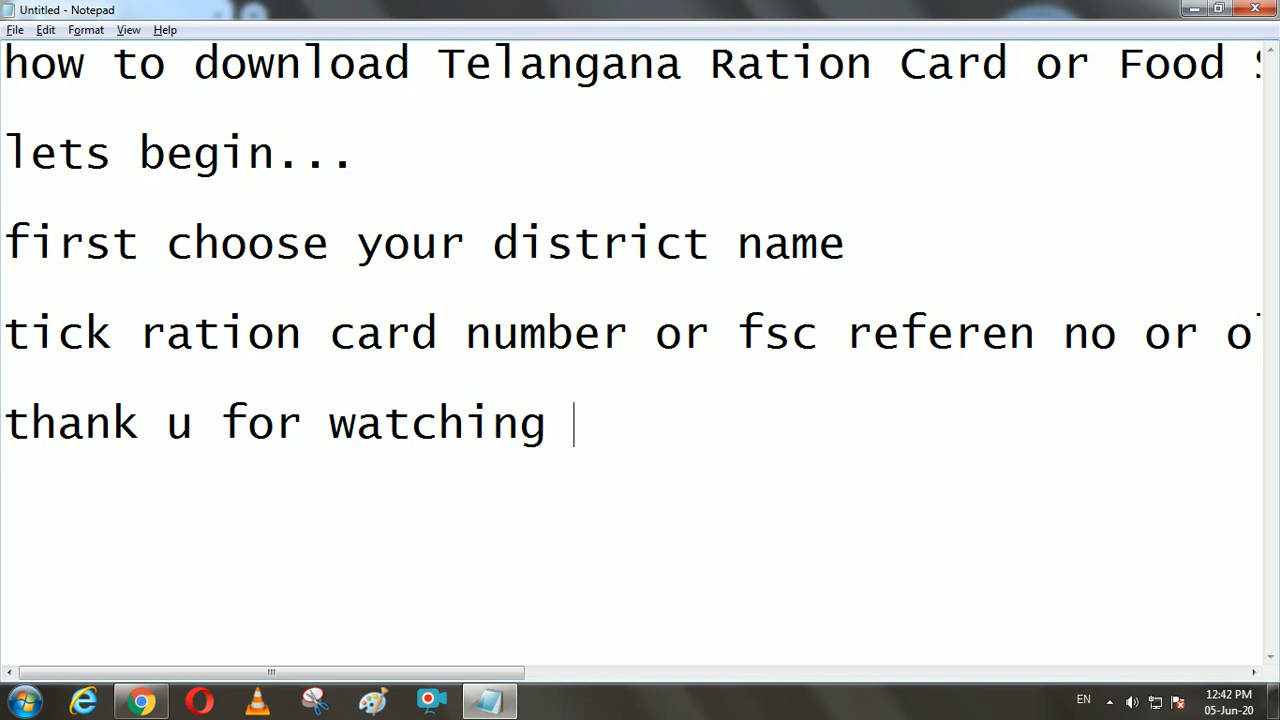 Untitled - Notepad
File Edit Format View Help
how to download Telangana Ration Card or Food
lets begin...
first choose your district name
tick ration card number or fsc referen no or
thank u for watching
EN
12:42 PM
05-Jun-20